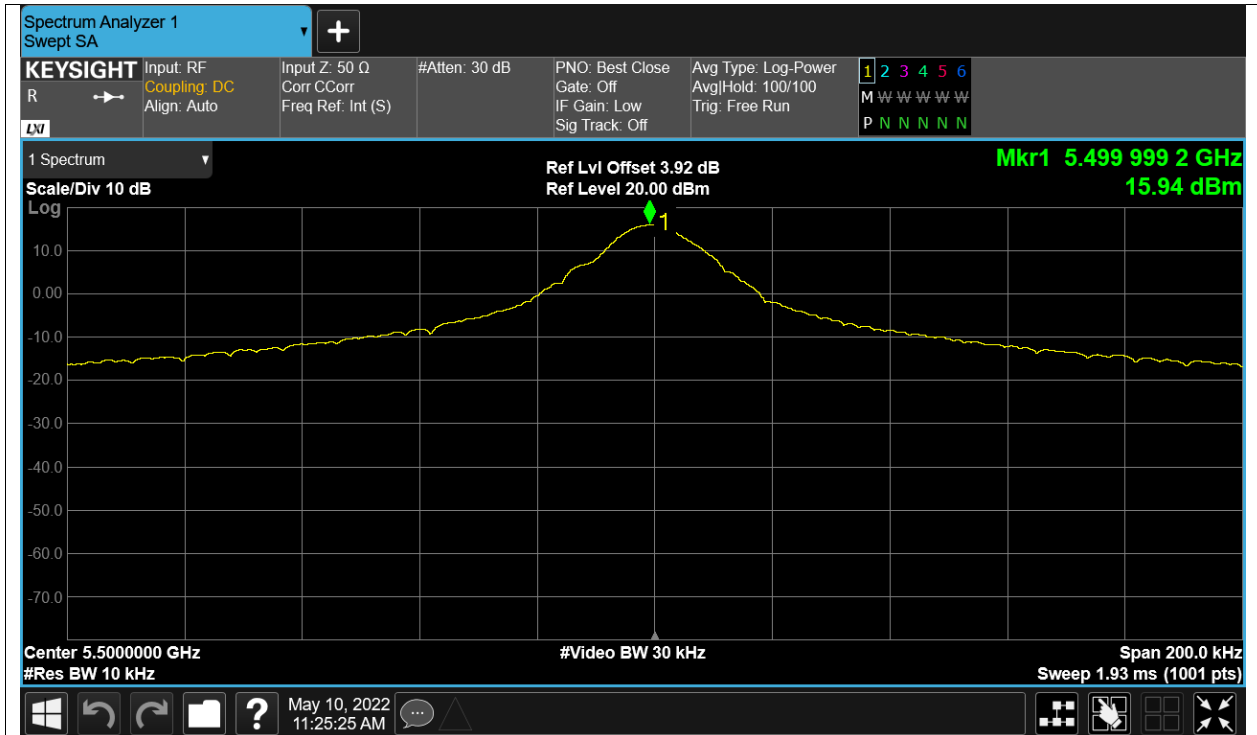 Spectrum Analyzer 1
Swept SA
+
KEYSIGHT
R
LXI
Input: RF
Coupling: DC
Align: Auto
Input Z: 50 Ω
Corr CCorr
Freq Ref: Int (S)
#Atten: 30 dB
PNO: Best Close
Gate: Off
IF Gain: Low
Sig Track: Off
Avg Type: Log-Power
Avg|Hold: 100/100
Trig: Free Run
1 2 3 4 5 6
M W W W W W
P N N N N N
1 Spectrum
Scale/Div 10 dB
Log
Ref Lvl Offset 3.92 dB
Ref Level 20.00 dBm
Mkr1 5.499 999 2 GHz
15.94 dBm
1
10.0
0.00
-10.0
-20.0
-30.0
-40.0
-50.0
-60.0
-70.0
Center 5.5000000 GHz
#Res BW 10 kHz
#Video BW 30 kHz
Span 200.0 kHz
Sweep 1.93 ms (1001 pts)
?
May 10, 2022
11:25:25 AM